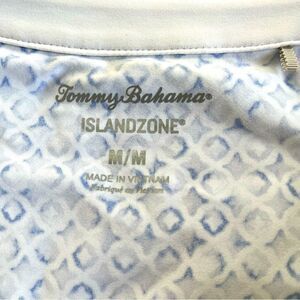 Tommy Bahama®
ISLANDZONE®
M/M
MADE IN VIETNAM
Fabriqué au Vietnam